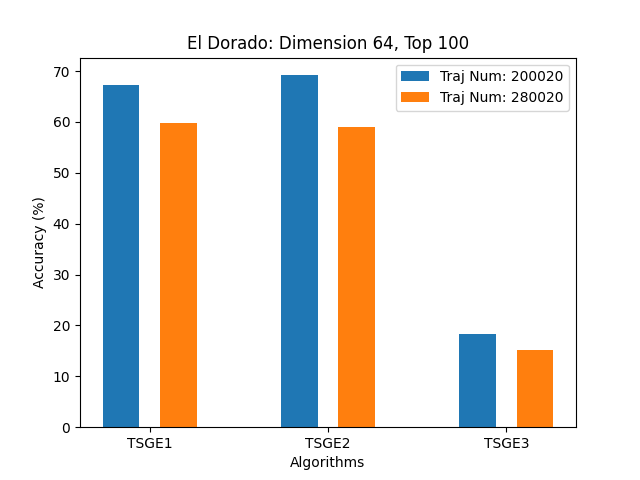 El Dorado: Dimension 64, Top 100
Traj Num: 200020
Traj Num: 280020
Accuracy (%)
70
60
50
40
30
20
10
0
TSGE1 TSGE2 TSGE3
Algorithms